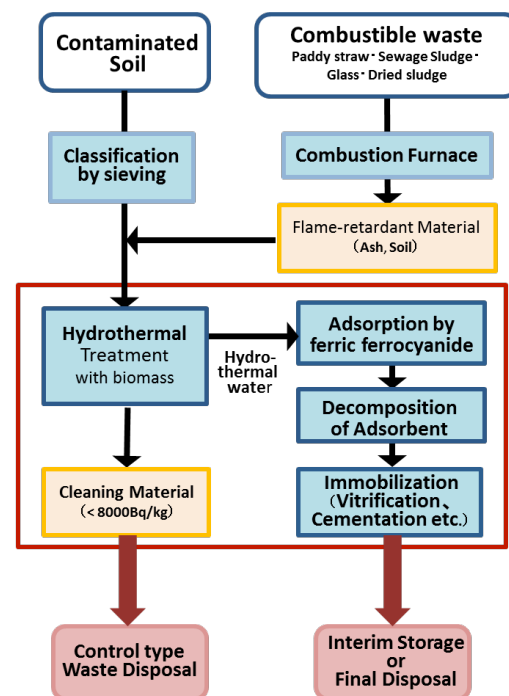 Contaminated
Soil
Combustible waste
Paddy straw・Sewage Sludge・
Glass・Dried sludge
Classification
by sieving
Combustion Furnace
Flame-retardant Material
（Ash, Soil）
Hydrothermal
Treatment
with biomass
Hydro-
thermal
water
Adsorption by
ferric ferrocyanide
Decomposition
of Adsorbent
Cleaning Material
（< 8000Bq/kg）
Immobilization
（Vitrification、
Cementation etc.）
Control type
Waste Disposal
Interim Storage
or
Final Disposal